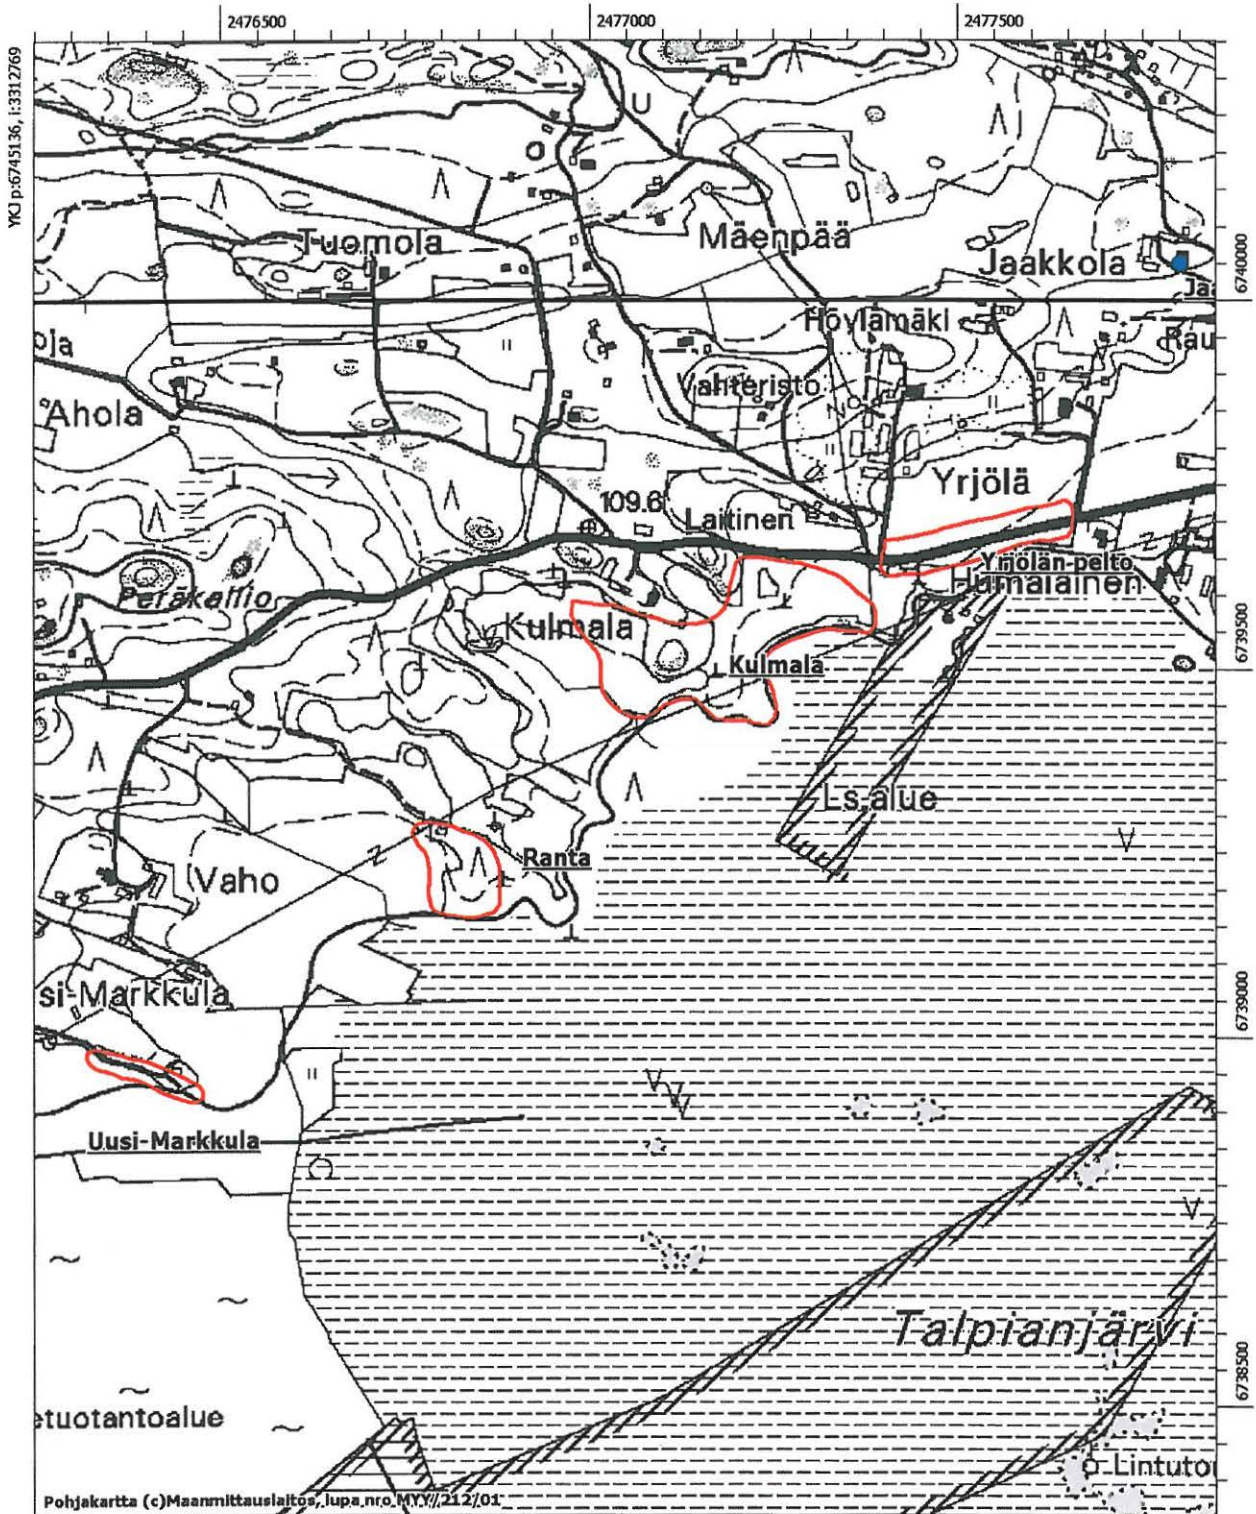 2476500
2477000
2477500
YKJ p:6745136, i:3312769
U
Tuomola
Mäenpää
Jaakkola
6740000
Höylämäki
oja
Rau
Vahteristo
Ahola
Yrjölä
109.6
Laitinen
Yrjölän-pelto
Humalainen
Peräkallio
Kulmala
6739500
Kulmala
Ls.alue
Ranta
Vaho
si-Markkula
6739000
Uusi-Markkula
Talpianjärvi
6738500
etuotantoalue
Lintuto
Pohjakartta (c)Maanmittauslaitos, lupa nro MYY/212/01